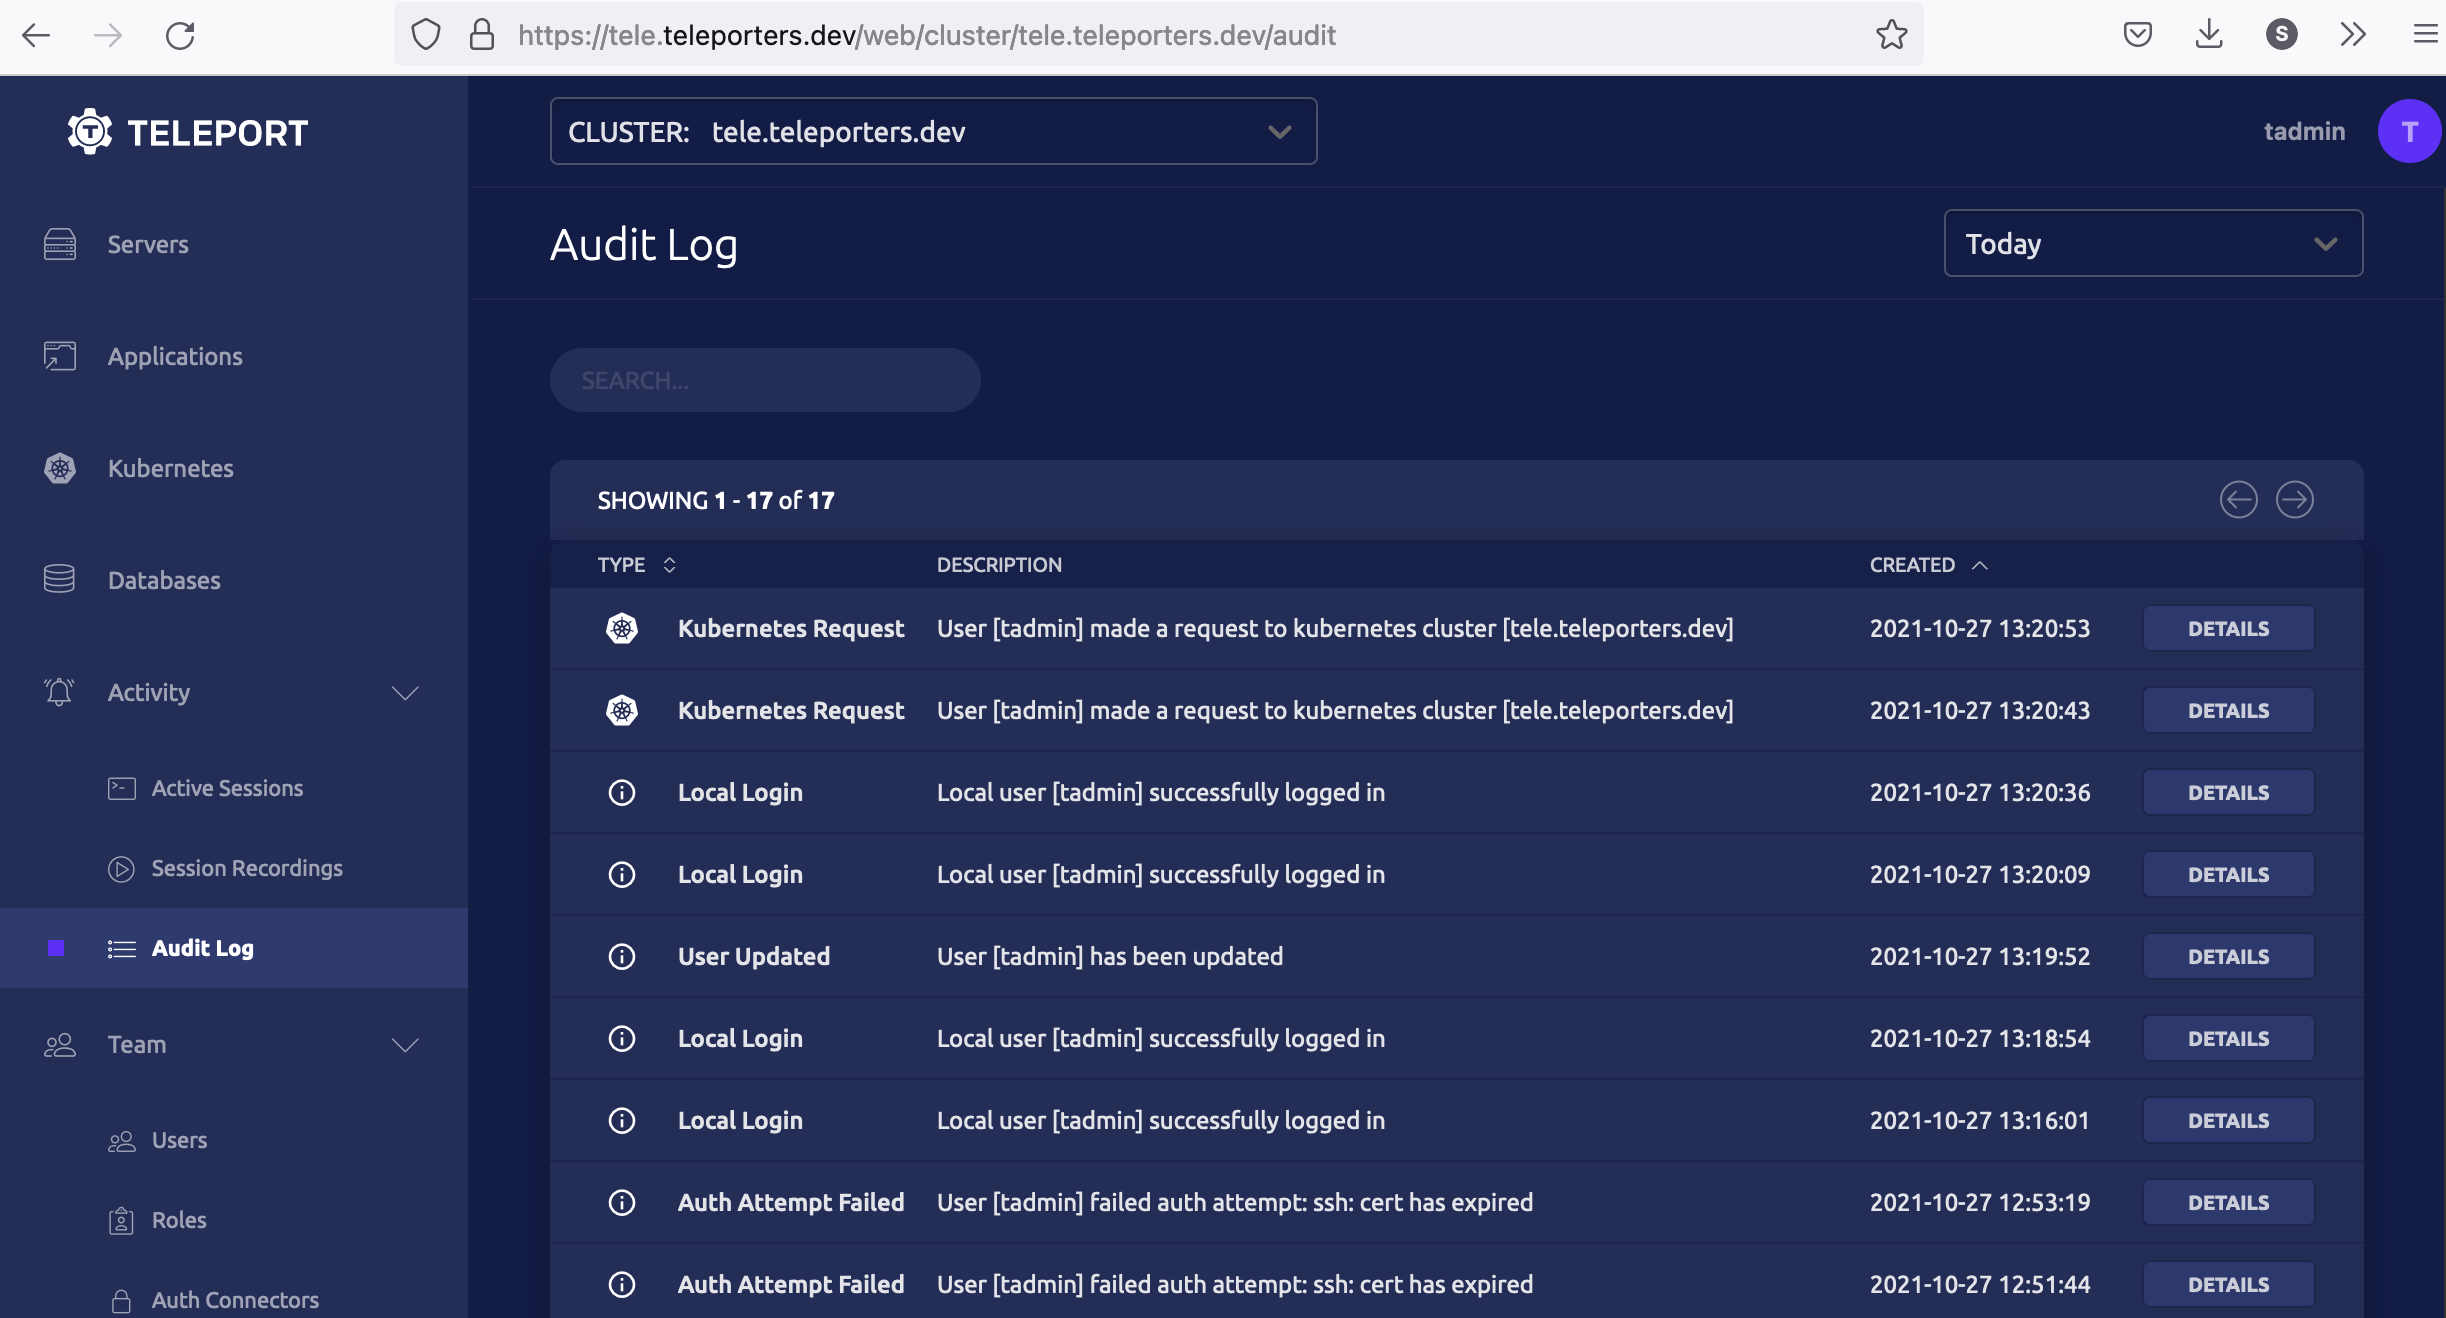 https://tele.teleporters.dev/web/cluster/tele.teleporters.dev/audit
S
TELEPORT
CLUSTER: tele.teleporters.dev
tadmin
T
Servers
Applications
Kubernetes
Databases
Activity
Active Sessions
Session Recordings
Audit Log
Team
Users
Roles
Auth Connectors
Audit Log
Today
SEARCH...
SHOWING 1 - 17 of 17
TYPE DESCRIPTION CREATED
Kubernetes Request User [tadmin] made a request to kubernetes cluster [tele.teleporters.dev] 2021-10-27 13:20:53 DETAILS
Kubernetes Request User [tadmin] made a request to kubernetes cluster [tele.teleporters.dev] 2021-10-27 13:20:43 DETAILS
Local Login Local user [tadmin] successfully logged in 2021-10-27 13:20:36 DETAILS
Local Login Local user [tadmin] successfully logged in 2021-10-27 13:20:09 DETAILS
User Updated User [tadmin] has been updated 2021-10-27 13:19:52 DETAILS
Local Login Local user [tadmin] successfully logged in 2021-10-27 13:18:54 DETAILS
Local Login Local user [tadmin] successfully logged in 2021-10-27 13:16:01 DETAILS
Auth Attempt Failed User [tadmin] failed auth attempt: ssh: cert has expired 2021-10-27 12:53:19 DETAILS
Auth Attempt Failed User [tadmin] failed auth attempt: ssh: cert has expired 2021-10-27 12:51:44 DETAILS